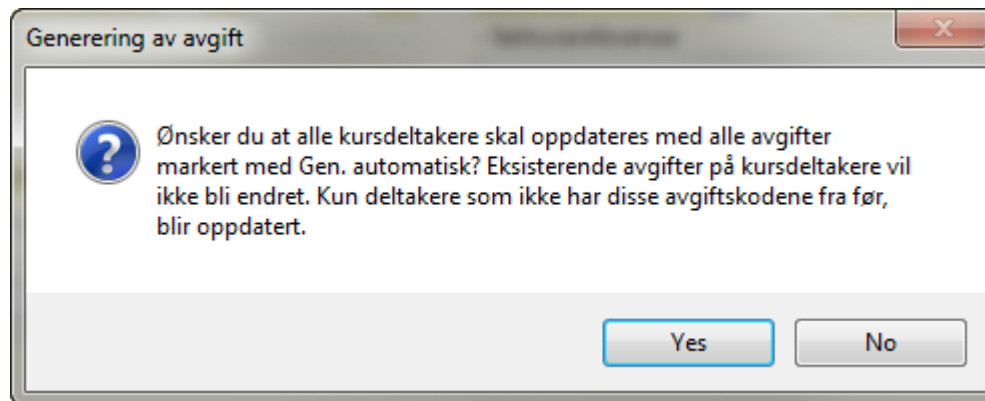 Generering av avgift
Ønsker du at alle kursdeltakere skal oppdateres med alle avgifter
markert med Gen. automatisk? Eksisterende avgifter på kursdeltakere vil
ikke bli endret. Kun deltakere som ikke har disse avgiftskodene fra før,
blir oppdatert.
Yes
No